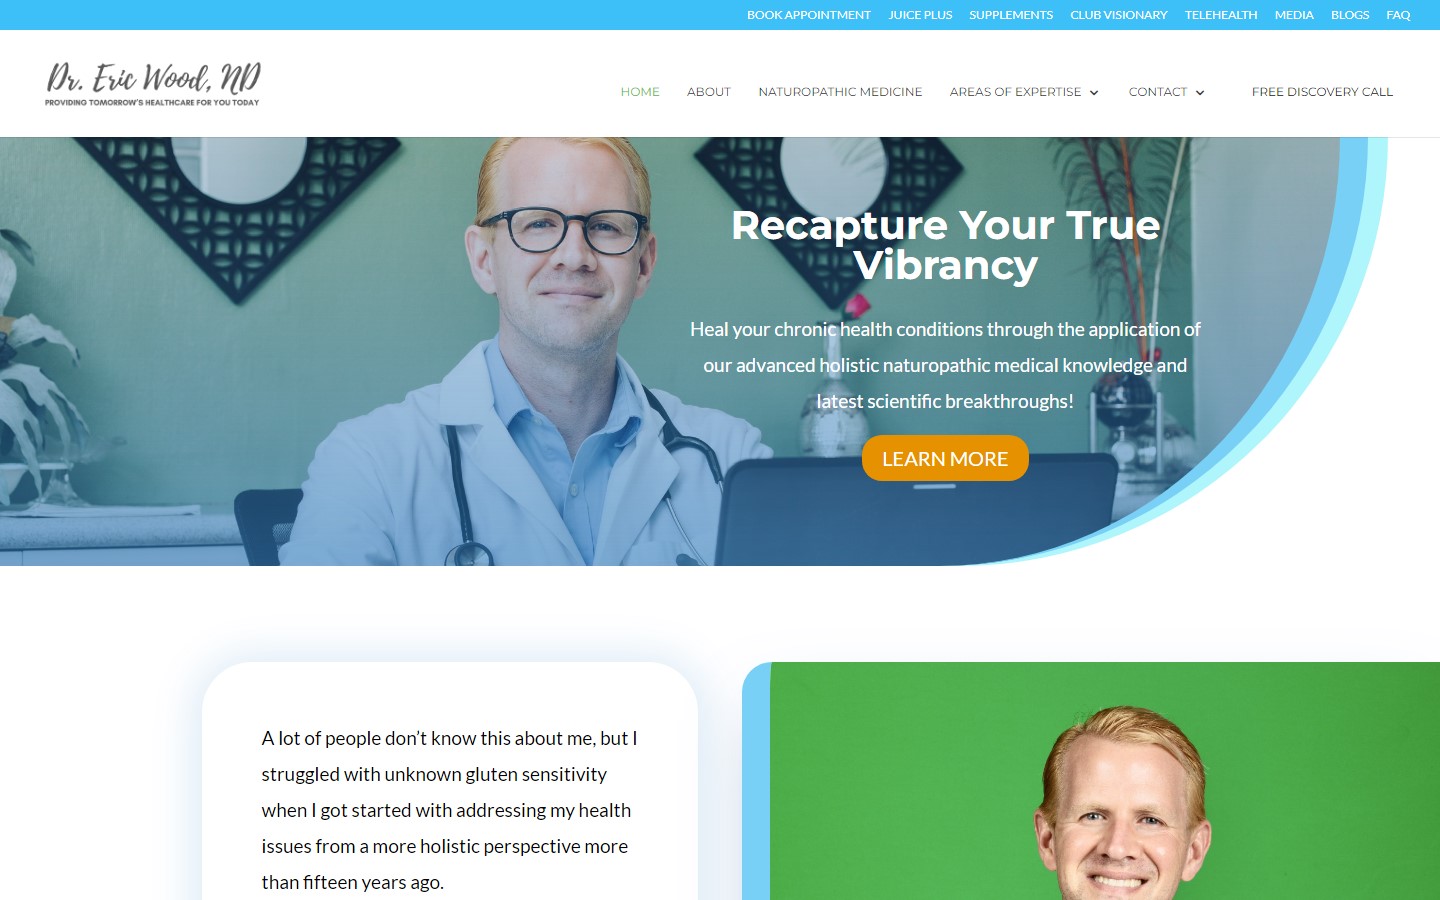 BOOK APPOINTMENT JUICE PLUS SUPPLEMENTS CLUB VISIONARY TELEHEALTH MEDIA BLOGS FAQ
Dr. Eric Wood, ND
PROVIDING TOMORROW'S HEALTHCARE FOR YOU TODAY
HOME ABOUT NATUROPATHIC MEDICINE AREAS OF EXPERTISE CONTACT FREE DISCOVERY CALL
Recapture Your True
Vibrancy
Heal your chronic health conditions through the application of
our advanced holistic naturopathic medical knowledge and
latest scientific breakthroughs!
LEARN MORE
A lot of people don’t know this about me, but I
struggled with unknown gluten sensitivity
when I got started with addressing my health
issues from a more holistic perspective more
than fifteen years ago.